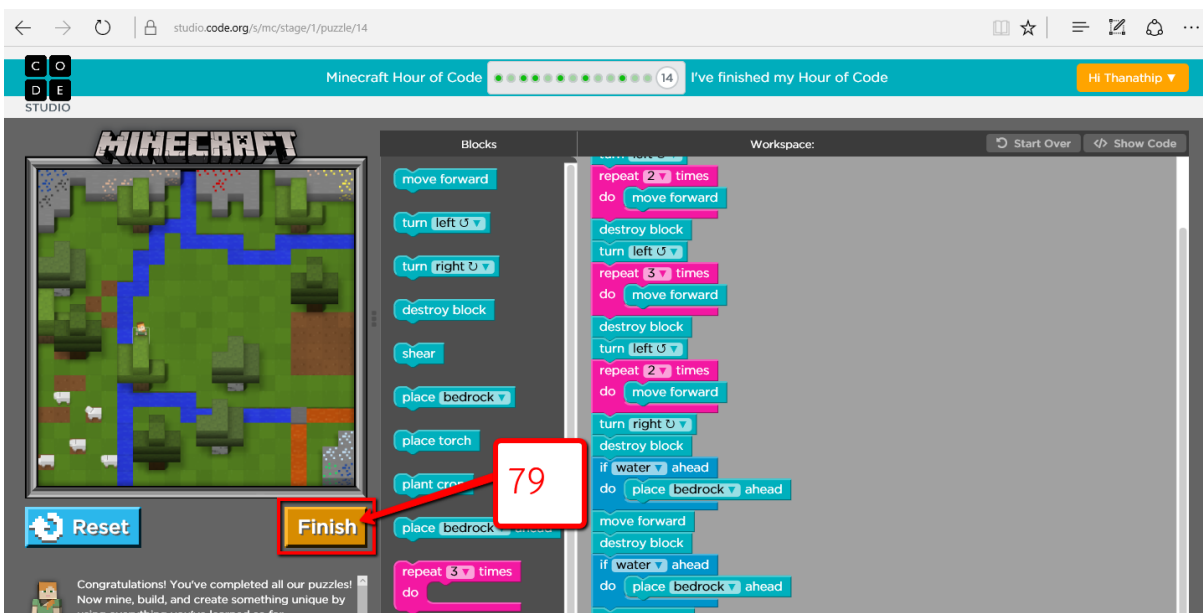 studio.code.org/s/mc/stage/1/puzzle/14
C O
D E
STUDIO
Minecraft Hour of Code 14 I've finished my Hour of Code
Hi Thanathip ▼
MINECRAFT
Blocks
Workspace:
Start Over
</> Show Code
move forward
turn left ↺ ▼
turn right ↻ ▼
destroy block
shear
place bedrock ▼
place torch
plant crop
place bedrock
repeat 3 ▼ times
do
turn left ↺ ▼
repeat 2 ▼ times
do move forward
destroy block
turn left ↺ ▼
repeat 3 ▼ times
do move forward
destroy block
turn left ↺ ▼
repeat 2 ▼ times
do move forward
turn right ↻ ▼
destroy block
if water ▼ ahead
do place bedrock ▼ ahead
move forward
destroy block
if water ▼ ahead
do place bedrock ▼ ahead
79
Reset
Finish
Congratulations! You've completed all our puzzles!
Now mine, build, and create something unique by